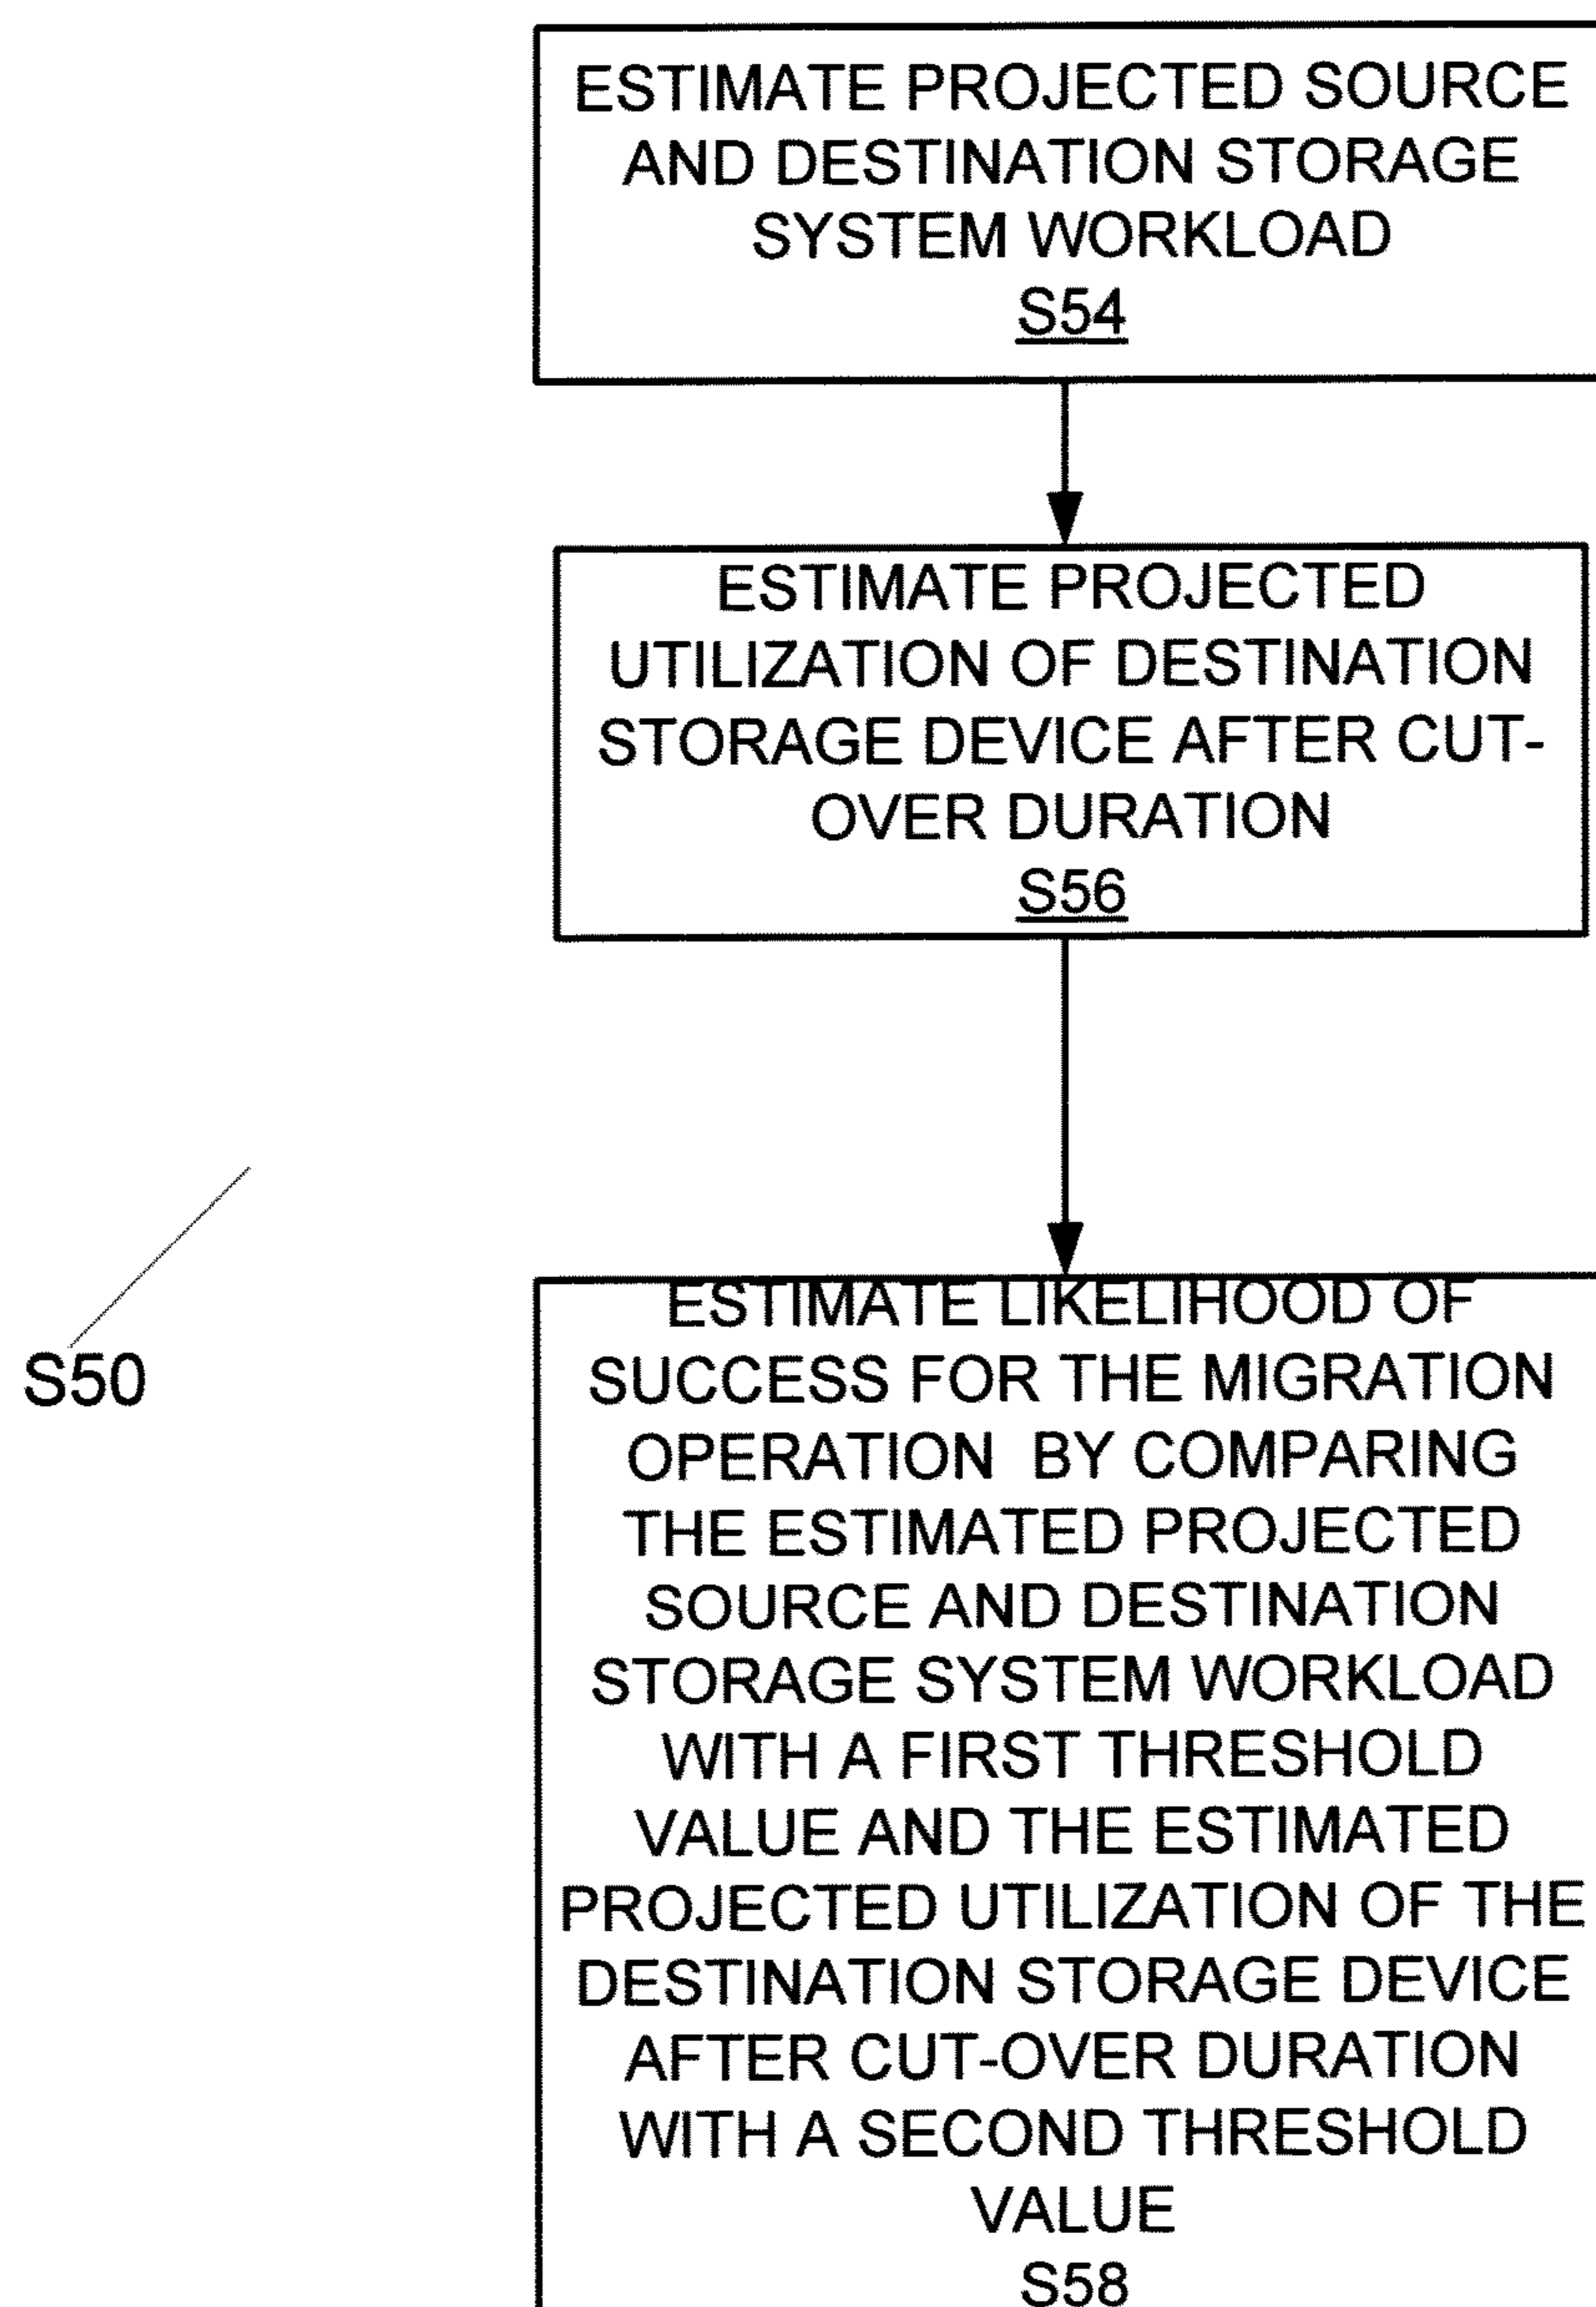 ESTIMATE PROJECTED SOURCE
AND DESTINATION STORAGE
SYSTEM WORKLOAD
S54
ESTIMATE PROJECTED
UTILIZATION OF DESTINATION
STORAGE DEVICE AFTER CUT-
OVER DURATION
S56
S50
ESTIMATE LIKELIHOOD OF
SUCCESS FOR THE MIGRATION
OPERATION BY COMPARING
THE ESTIMATED PROJECTED
SOURCE AND DESTINATION
STORAGE SYSTEM WORKLOAD
WITH A FIRST THRESHOLD
VALUE AND THE ESTIMATED
PROJECTED UTILIZATION OF THE
DESTINATION STORAGE DEVICE
AFTER CUT-OVER DURATION
WITH A SECOND THRESHOLD
VALUE
S58